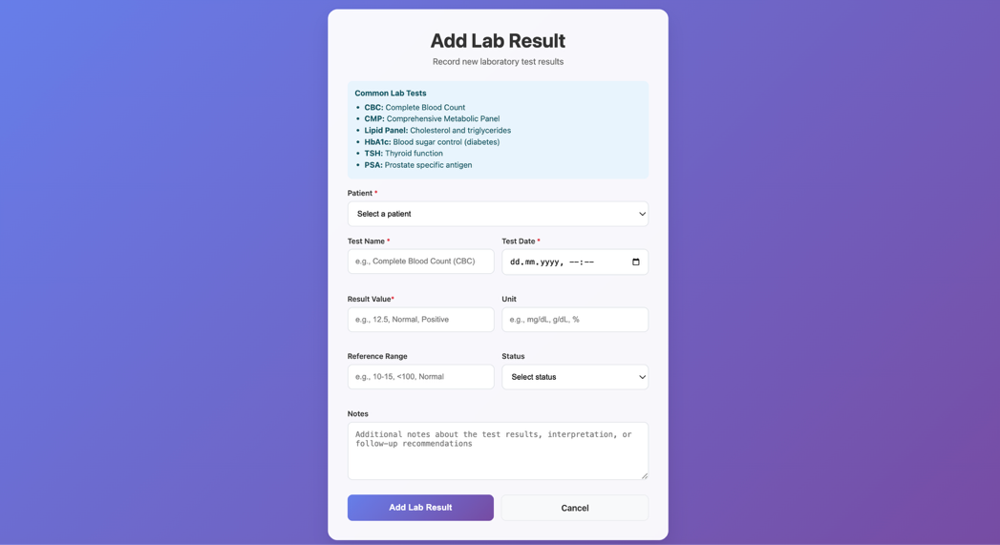 Add Lab Result
Record new laboratory test results
Common Lab Tests
• CBC: Complete Blood Count
• CMP: Comprehensive Metabolic Panel
• Lipid Panel: Cholesterol and triglycerides
• HbA1c: Blood sugar control (diabetes)
• TSH: Thyroid function
• PSA: Prostate specific antigen
Patient *
Select a patient
Test Name * Test Date *
e.g., Complete Blood Count (CBC) dd.mm.yyyy, --:--
Result Value* Unit
e.g., 12.5, Normal, Positive e.g., mg/dL, g/dL, %
Reference Range Status
e.g., 10-15, <100, Normal Select status
Notes
Additional notes about the test results, interpretation, or
follow-up recommendations
Add Lab Result Cancel